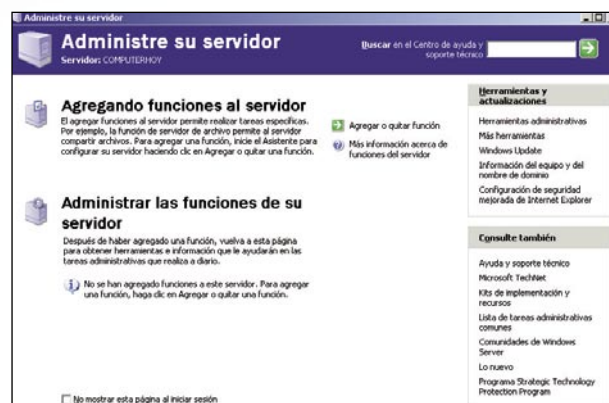 Administre su servidor
Administre su servidor
Servidor: COMPUTERHOY
Buscar en el Centro de ayuda y
soporte técnico
Agregando funciones al servidor
El agregar funciones al servidor permite realizar tareas específicas.
Por ejemplo, la función de servidor de archivo permite al servidor
compartir archivos. Para agregar una función, inicie el Asistente para
configurar su servidor haciendo clic en Agregar o quitar una función.
Agregar o quitar función
Más información acerca de
funciones del servidor
Administrar las funciones de su
servidor
Después de haber agregado una función, vuelva a esta página
para obtener herramientas e información que le ayudarán en las
tareas administrativas que realiza a diario.
No se han agregado funciones a este servidor. Para agregar
una función, haga clic en Agregar o quitar una función.
No mostrar esta página al iniciar sesión
Herramientas y
actualizaciones
Herramientas administrativas
Más herramientas
Windows Update
Información del equipo y del
nombre de dominio
Configuración de seguridad
mejorada de Internet Explorer
Consulte también
Ayuda y soporte técnico
Microsoft TechNet
Kits de implementación y
recursos
Lista de tareas administrativas
comunes
Comunidades de Windows
Server
Lo nuevo
Programa Strategic Technology
Protection Program